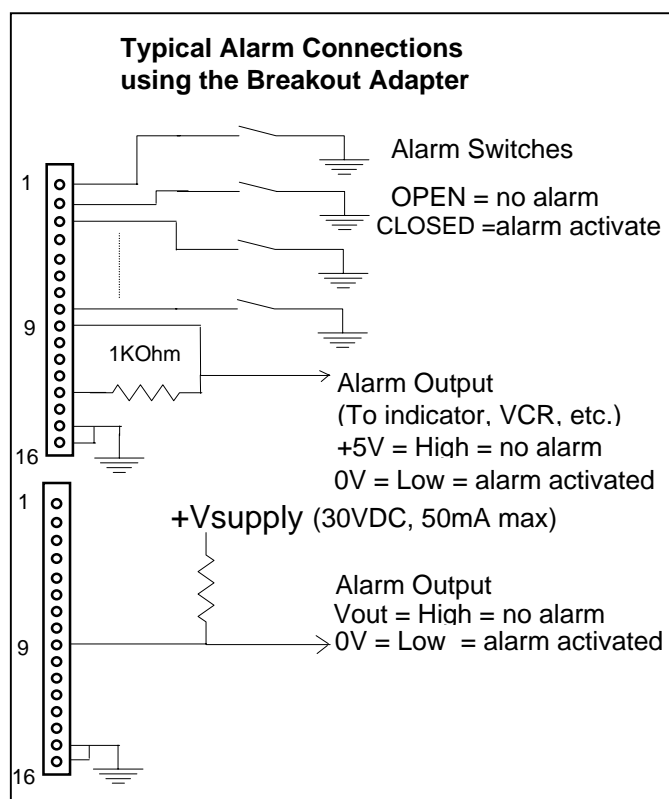 Typical Alarm Connections
using the Breakout Adapter
Alarm Switches
1
OPEN = no alarm
CLOSED =alarm activate
9
1KOhm
Alarm Output
(To indicator, VCR, etc.)
+5V = High = no alarm
16
0V = Low = alarm activated
1
+Vsupply (30VDC, 50mA max)
Alarm Output
Vout = High = no alarm
9
0V = Low = alarm activated
16